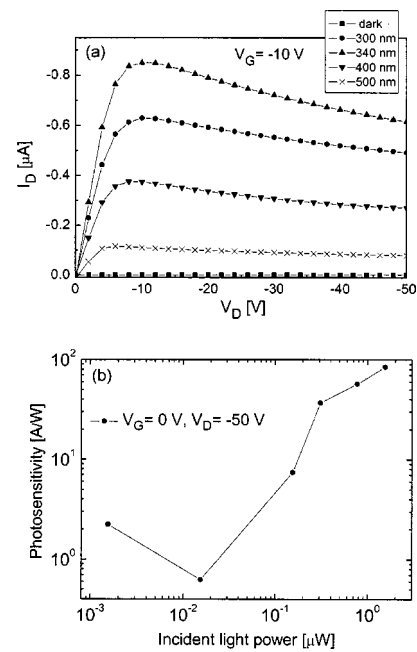 dark
300 nm
340 nm
400 nm
500 nm
(a)
V_G= -10 V
-0.8
-0.6
-0.4
-0.2
0.0
I_D [µA]
0 -10 -20 -30 -40 -50
V_D [V]
(b)
V_G= 0 V, V_D= -50 V
10^2
10^1
10^0
Photosensitivity [A/W]
10^-3 10^-2 10^-1 10^0
Incident light power [µW]